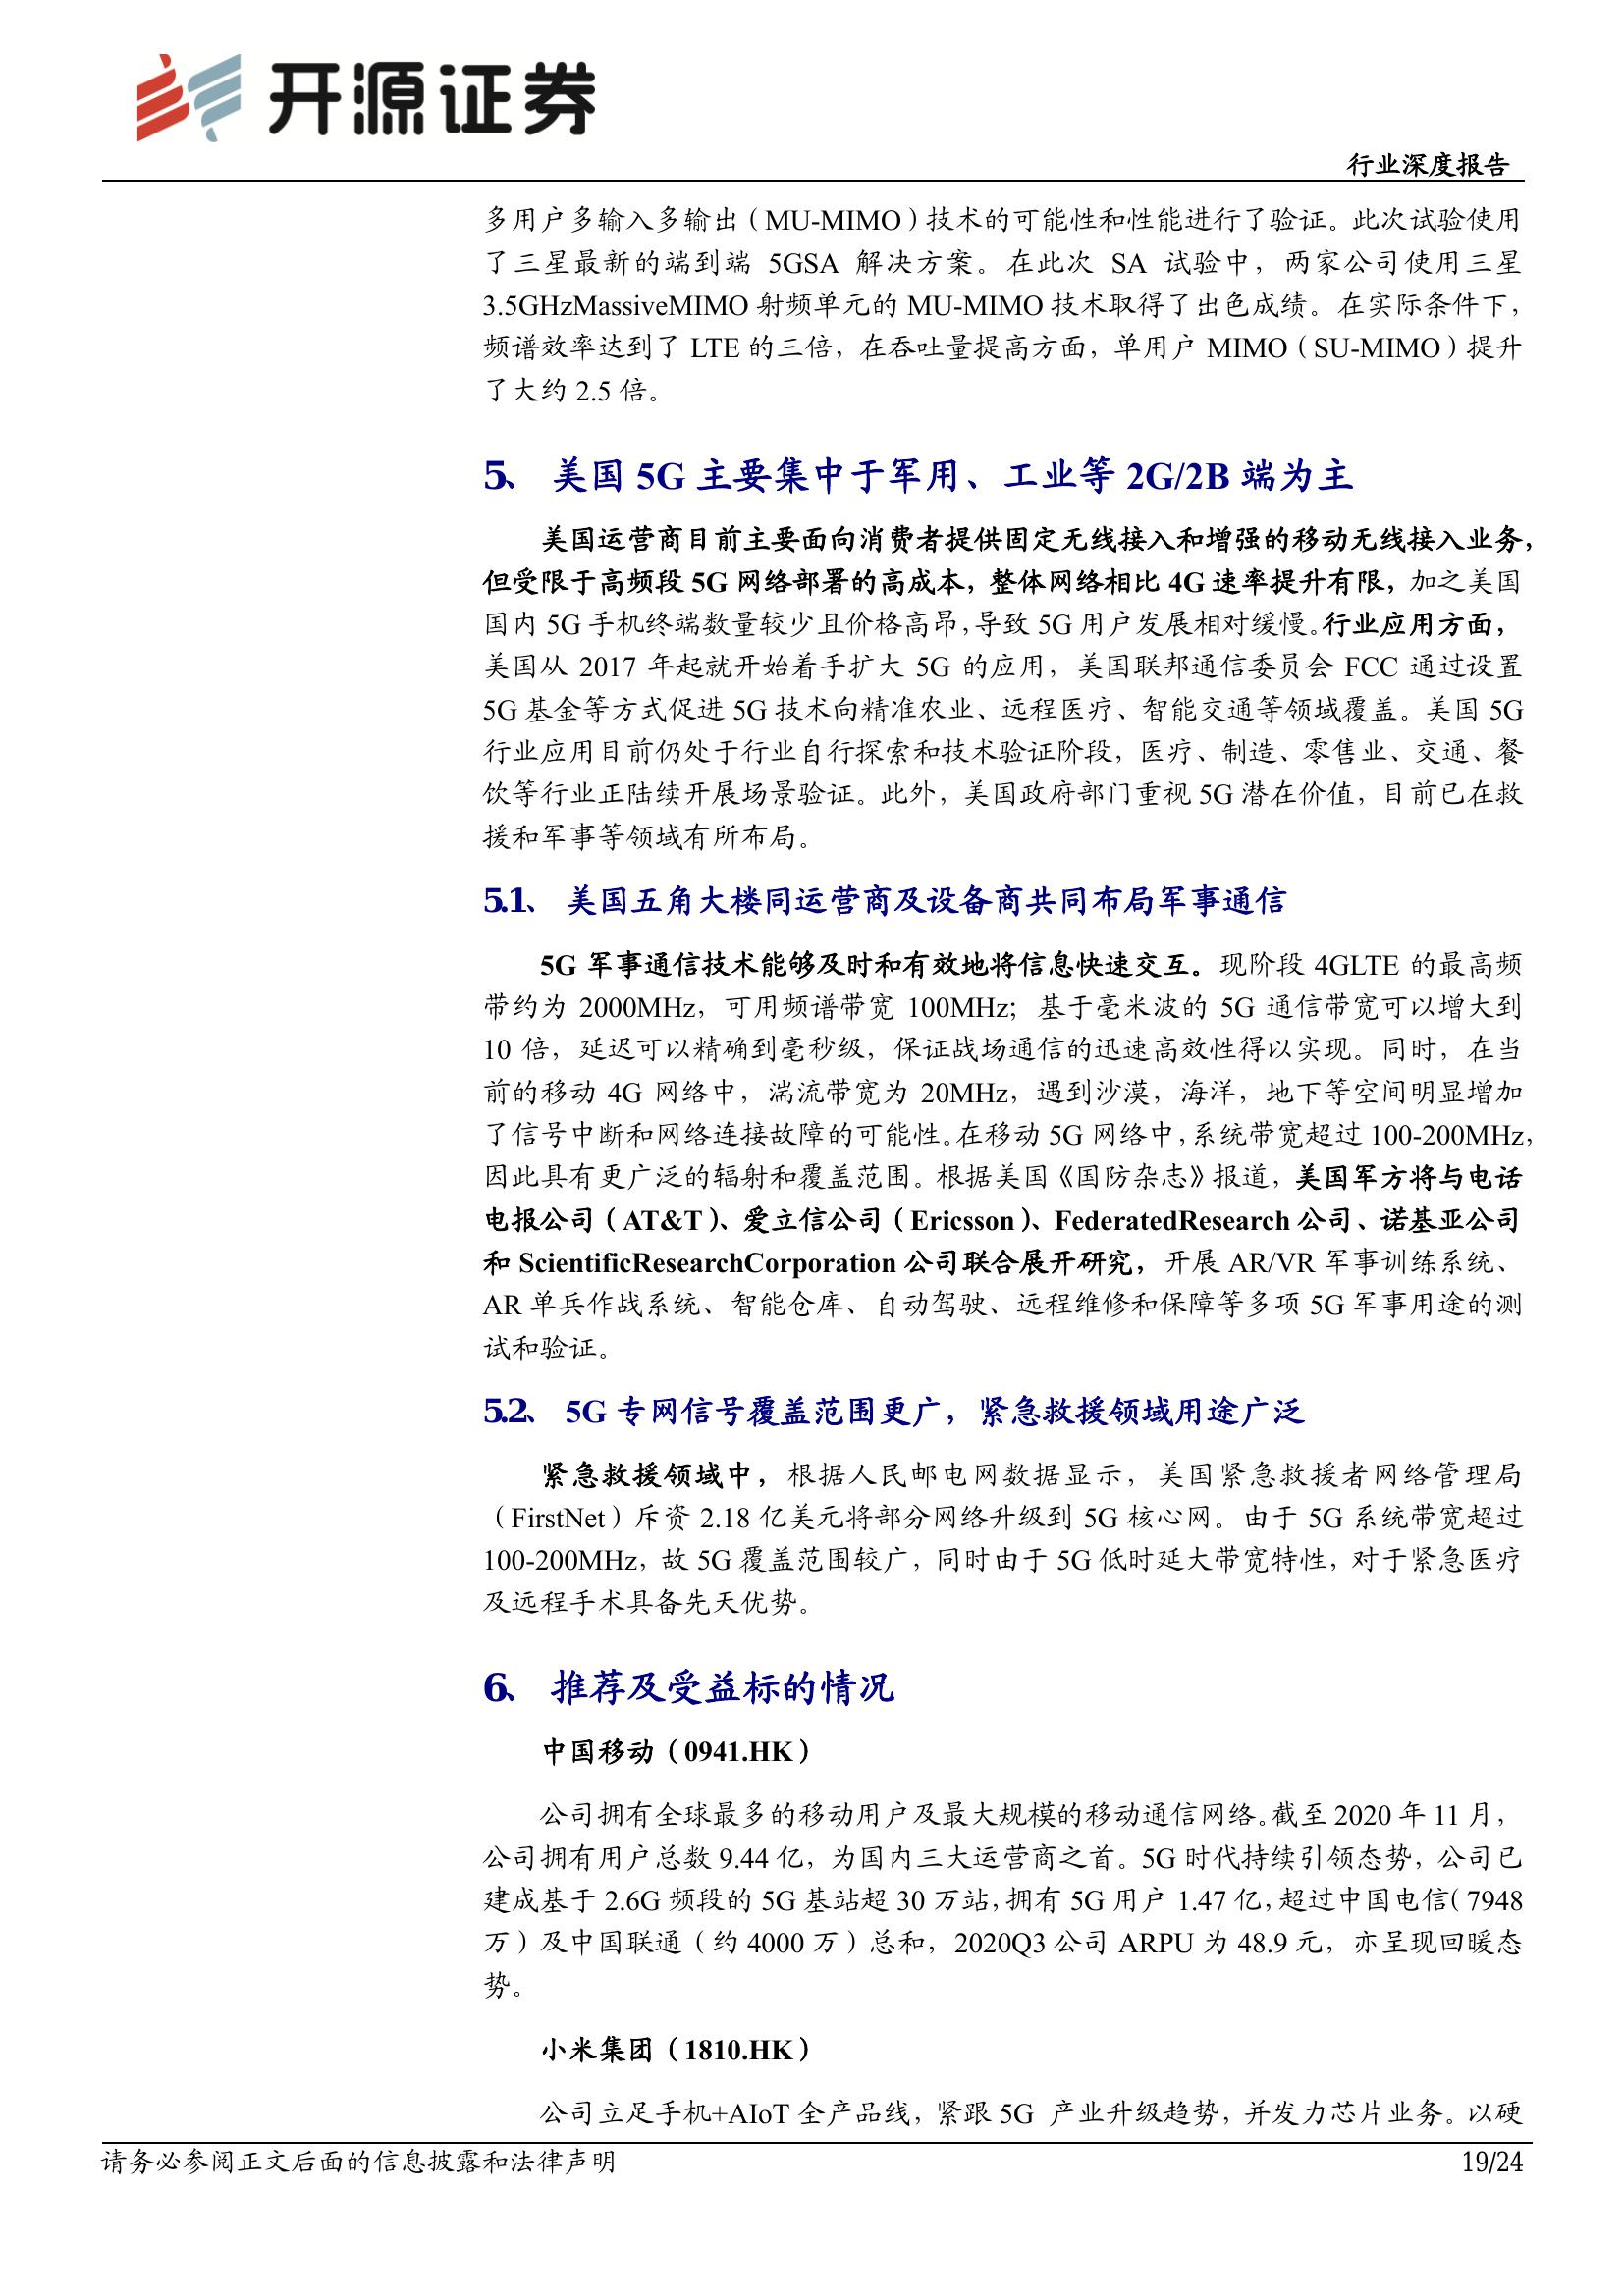 开源证券
行业深度报告
多用户多输入多输出（MU-MIMO）技术的可能性和性能进行了验证。此次试验使用
了三星最新的端到端 5GSA 解决方案。在此次 SA 试验中，两家公司使用三星
3.5GHzMassiveMIMO 射频单元的 MU-MIMO 技术取得了出色成绩。在实际条件下，
频谱效率达到了 LTE 的三倍，在吞吐量提高方面，单用户 MIMO（SU-MIMO）提升
了大约 2.5 倍。
5、 美国 5G 主要集中于军用、工业等 2G/2B 端为主
美国运营商目前主要面向消费者提供固定无线接入和增强的移动无线接入业务，
但受限于高频段 5G 网络部署的高成本，整体网络相比 4G 速率提升有限，加之美国
国内 5G 手机终端数量较少且价格高昂，导致 5G 用户发展相对缓慢。行业应用方面，
美国从 2017 年起就开始着手扩大 5G 的应用，美国联邦通信委员会 FCC 通过设置
5G 基金等方式促进 5G 技术向精准农业、远程医疗、智能交通等领域覆盖。美国 5G
行业应用目前仍处于行业自行探索和技术验证阶段，医疗、制造、零售业、交通、餐
饮等行业正陆续开展场景验证。此外，美国政府部门重视 5G 潜在价值，目前已在救
援和军事等领域有所布局。
5.1、 美国五角大楼同运营商及设备商共同布局军事通信
5G 军事通信技术能够及时和有效地将信息快速交互。现阶段 4GLTE 的最高频
带约为 2000MHz，可用频谱带宽 100MHz；基于毫米波的 5G 通信带宽可以增大到
10 倍，延迟可以精确到毫秒级，保证战场通信的迅速高效性得以实现。同时，在当
前的移动 4G 网络中，湍流带宽为 20MHz，遇到沙漠，海洋，地下等空间明显增加
了信号中断和网络连接故障的可能性。在移动 5G 网络中，系统带宽超过 100-200MHz，
因此具有更广泛的辐射和覆盖范围。根据美国《国防杂志》报道，美国军方将与电话
电报公司（AT&T）、爱立信公司（Ericsson）、FederatedResearch 公司、诺基亚公司
和 ScientificResearchCorporation 公司联合展开研究，开展 AR/VR 军事训练系统、
AR 单兵作战系统、智能仓库、自动驾驶、远程维修和保障等多项 5G 军事用途的测
试和验证。
5.2、 5G 专网信号覆盖范围更广，紧急救援领域用途广泛
紧急救援领域中，根据人民邮电网数据显示，美国紧急救援者网络管理局
（FirstNet）斥资 2.18 亿美元将部分网络升级到 5G 核心网。由于 5G 系统带宽超过
100-200MHz，故 5G 覆盖范围较广，同时由于 5G 低时延大带宽特性，对于紧急医疗
及远程手术具备先天优势。
6、 推荐及受益标的情况
中国移动（0941.HK）
公司拥有全球最多的移动用户及最大规模的移动通信网络。截至 2020 年 11 月，
公司拥有用户总数 9.44 亿，为国内三大运营商之首。5G 时代持续引领态势，公司已
建成基于 2.6G 频段的 5G 基站超 30 万站，拥有 5G 用户 1.47 亿，超过中国电信（7948
万）及中国联通（约 4000 万）总和，2020Q3 公司 ARPU 为 48.9 元，亦呈现回暖态
势。
小米集团（1810.HK）
公司立足手机+AIoT 全产品线，紧跟 5G 产业升级趋势，并发力芯片业务。以硬
请务必参阅正文后面的信息披露和法律声明
19/24